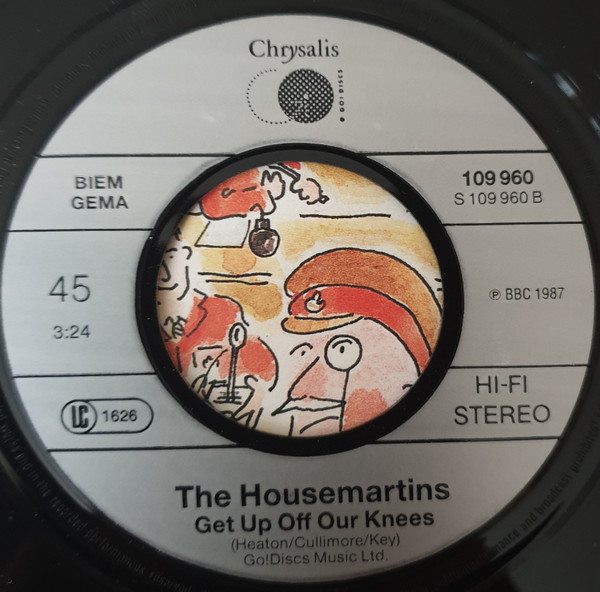 Chrysalis
GO! DISCS
BIEM
GEMA
109 960
S 109 960 B
45
3:24
℗ BBC 1987
LC 1626
HI-FI
STEREO
The Housemartins
Get Up Off Our Knees
(Heaton/Cullimore/Key)
Go!Discs Music Ltd.